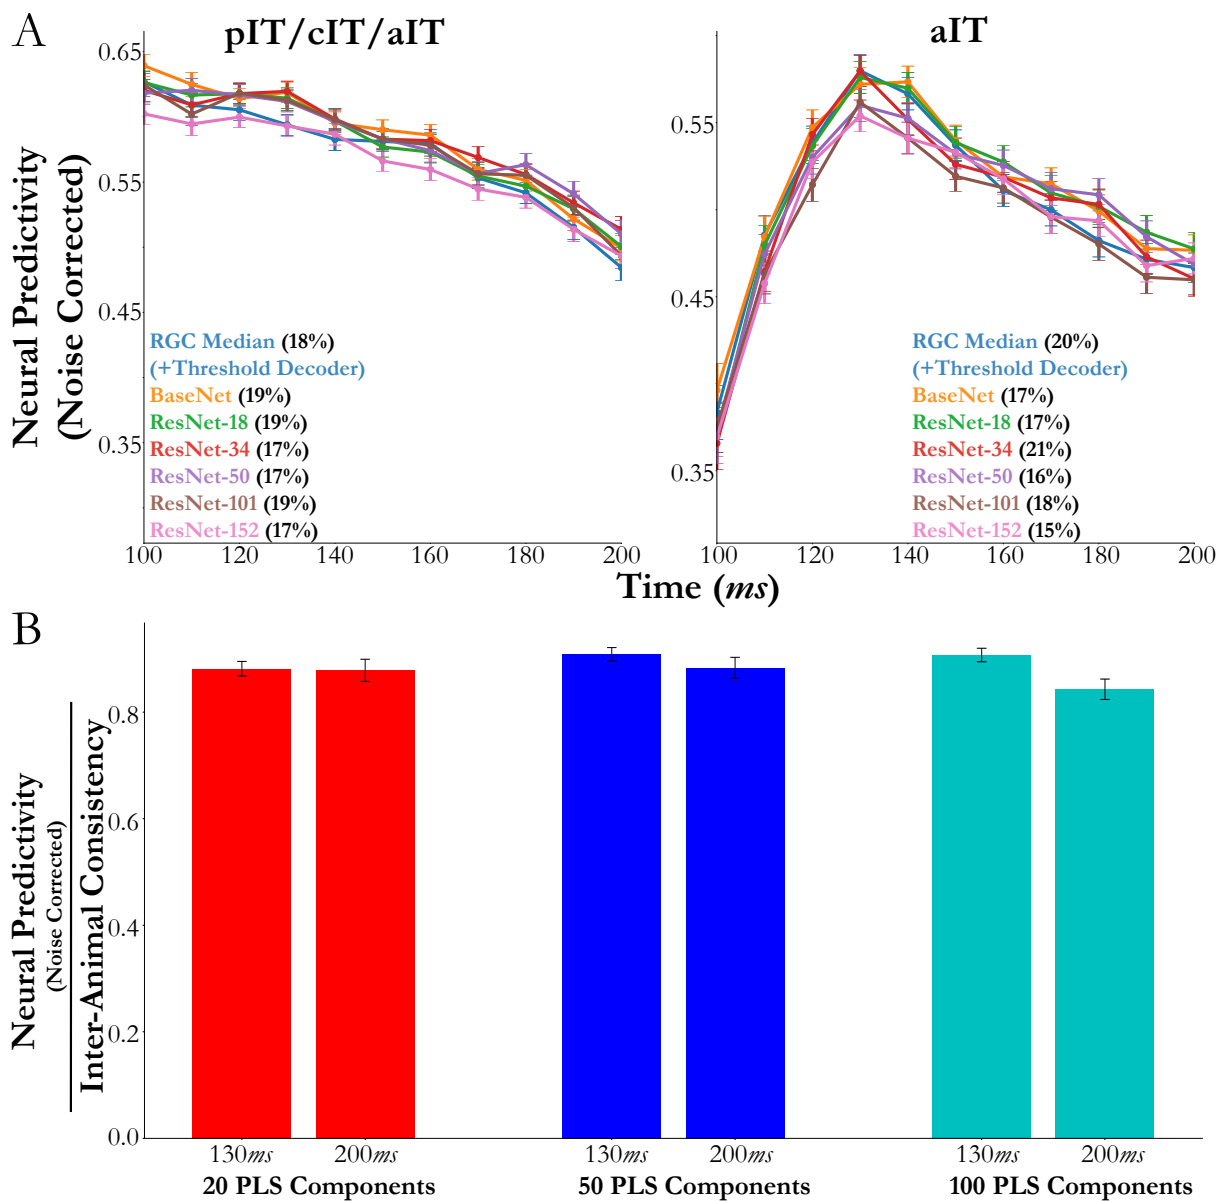 A
pIT/cIT/aIT
aIT
Neural Predictivity
(Noise Corrected)
0.65
0.55
0.45
0.35
RGC Median (18%)
(+Threshold Decoder)
BaseNet (19%)
ResNet-18 (19%)
ResNet-34 (17%)
ResNet-50 (17%)
ResNet-101 (19%)
ResNet-152 (17%)
100 120 140 160 180 200
0.55
0.45
0.35
RGC Median (20%)
(+Threshold Decoder)
BaseNet (17%)
ResNet-18 (17%)
ResNet-34 (21%)
ResNet-50 (16%)
ResNet-101 (18%)
ResNet-152 (15%)
100 120 140 160 180 200
Time (ms)
B
Neural Predictivity
(Noise Corrected)
Inter-Animal Consistency
0.8
0.6
0.4
0.2
0.0
130ms 200ms 130ms 200ms 130ms 200ms
20 PLS Components 50 PLS Components 100 PLS Components